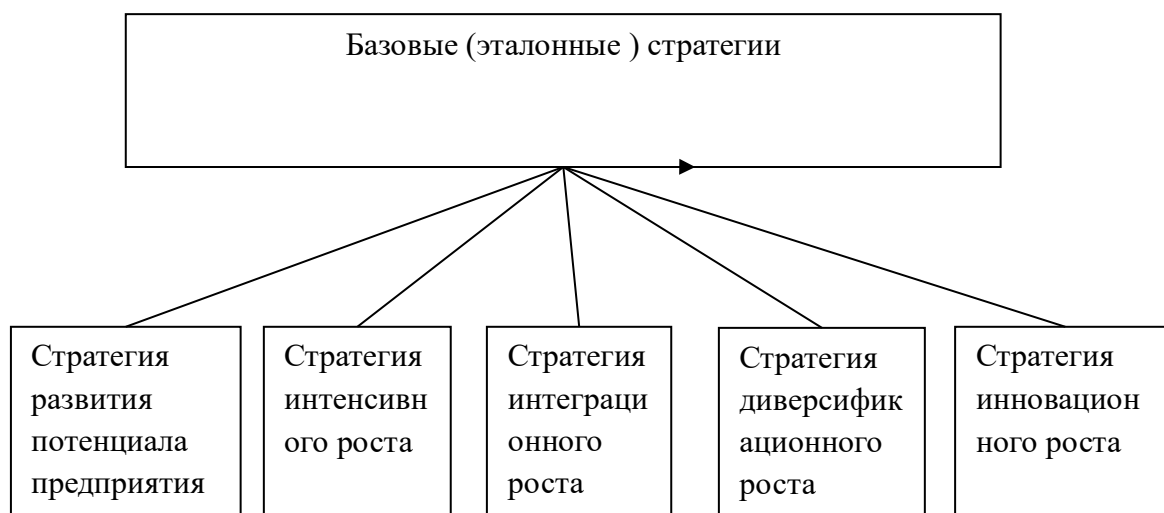 Базовые (эталонные ) стратегии
Стратегия
развития
потенциала
предприятия
Стратегия
интенсивн
ого роста
Стратегия
интеграци
онного
роста
Стратегия
диверсифик
ационного
роста
Стратегия
инновацион
ного роста